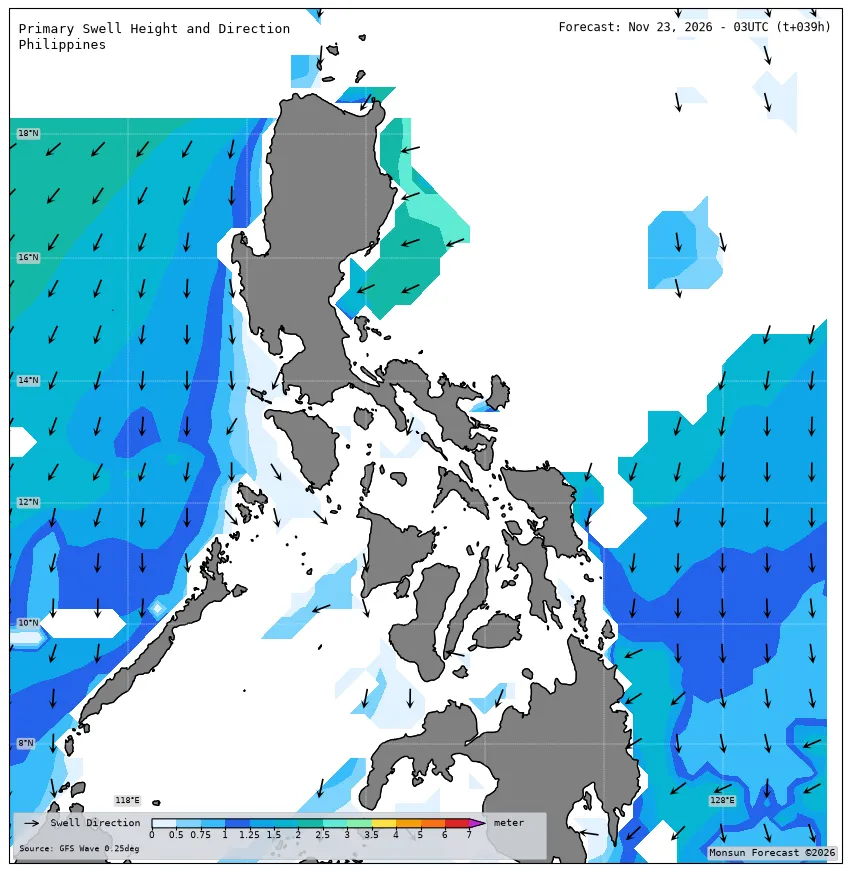 Primary Swell Height and Direction
Philippines
Forecast: Nov 23, 2026 - 03UTC (t+039h)
18°N
16°N
14°N
12°N
10°N
8°N
118°E
128°E
Swell Direction
0 0.5 0.75 1 1.25 1.5 2 2.5 3 3.5 4 5 6 7
meter
Source: GFS Wave 0.25deg
Monsun Forecast ©2026